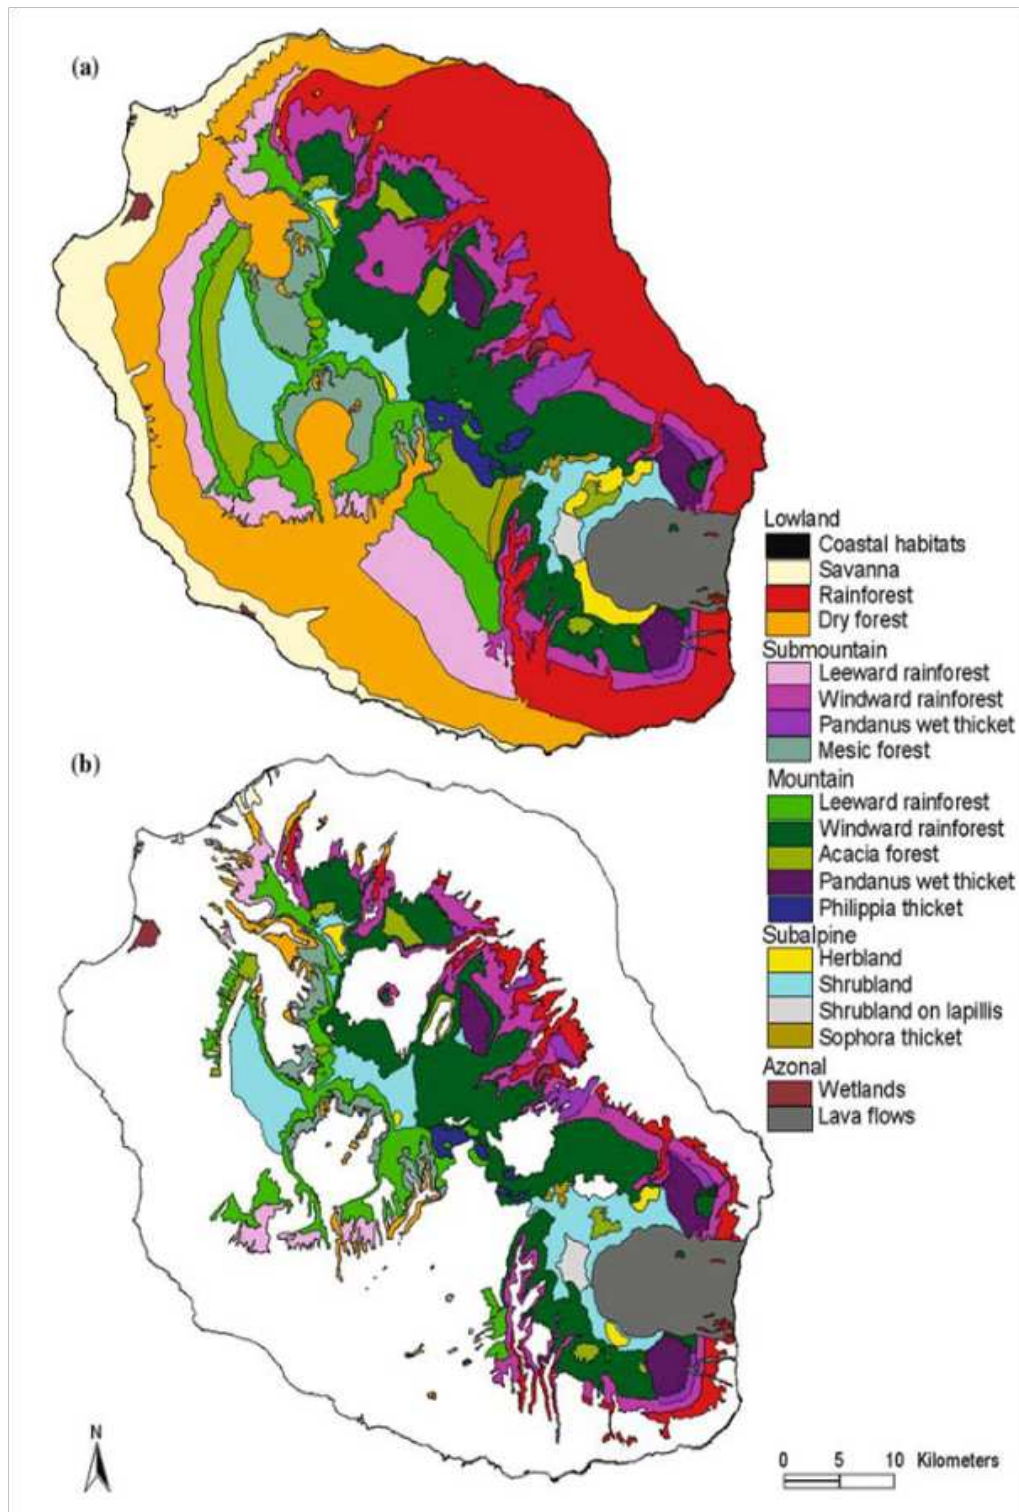 (a)
Lowland
Coastal habitats
Savanna
Rainforest
Dry forest
Submountain
Leeward rainforest
Windward rainforest
Pandanus wet thicket
Mesic forest
(b)
Mountain
Leeward rainforest
Windward rainforest
Acacia forest
Pandanus wet thicket
Philippia thicket
Subalpine
Herbland
Shrubland
Shrubland on lapillis
Sophora thicket
Azonal
Wetlands
Lava flows
N
0 5 10 Kilometers